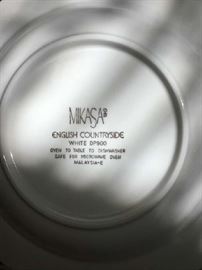 MIKASA
ENGLISH COUNTRYSIDE
WHITE DP900
OVEN TO TABLE TO DISHWASHER
SAFE FOR MICROWAVE OVEN
MALAYSIA-E